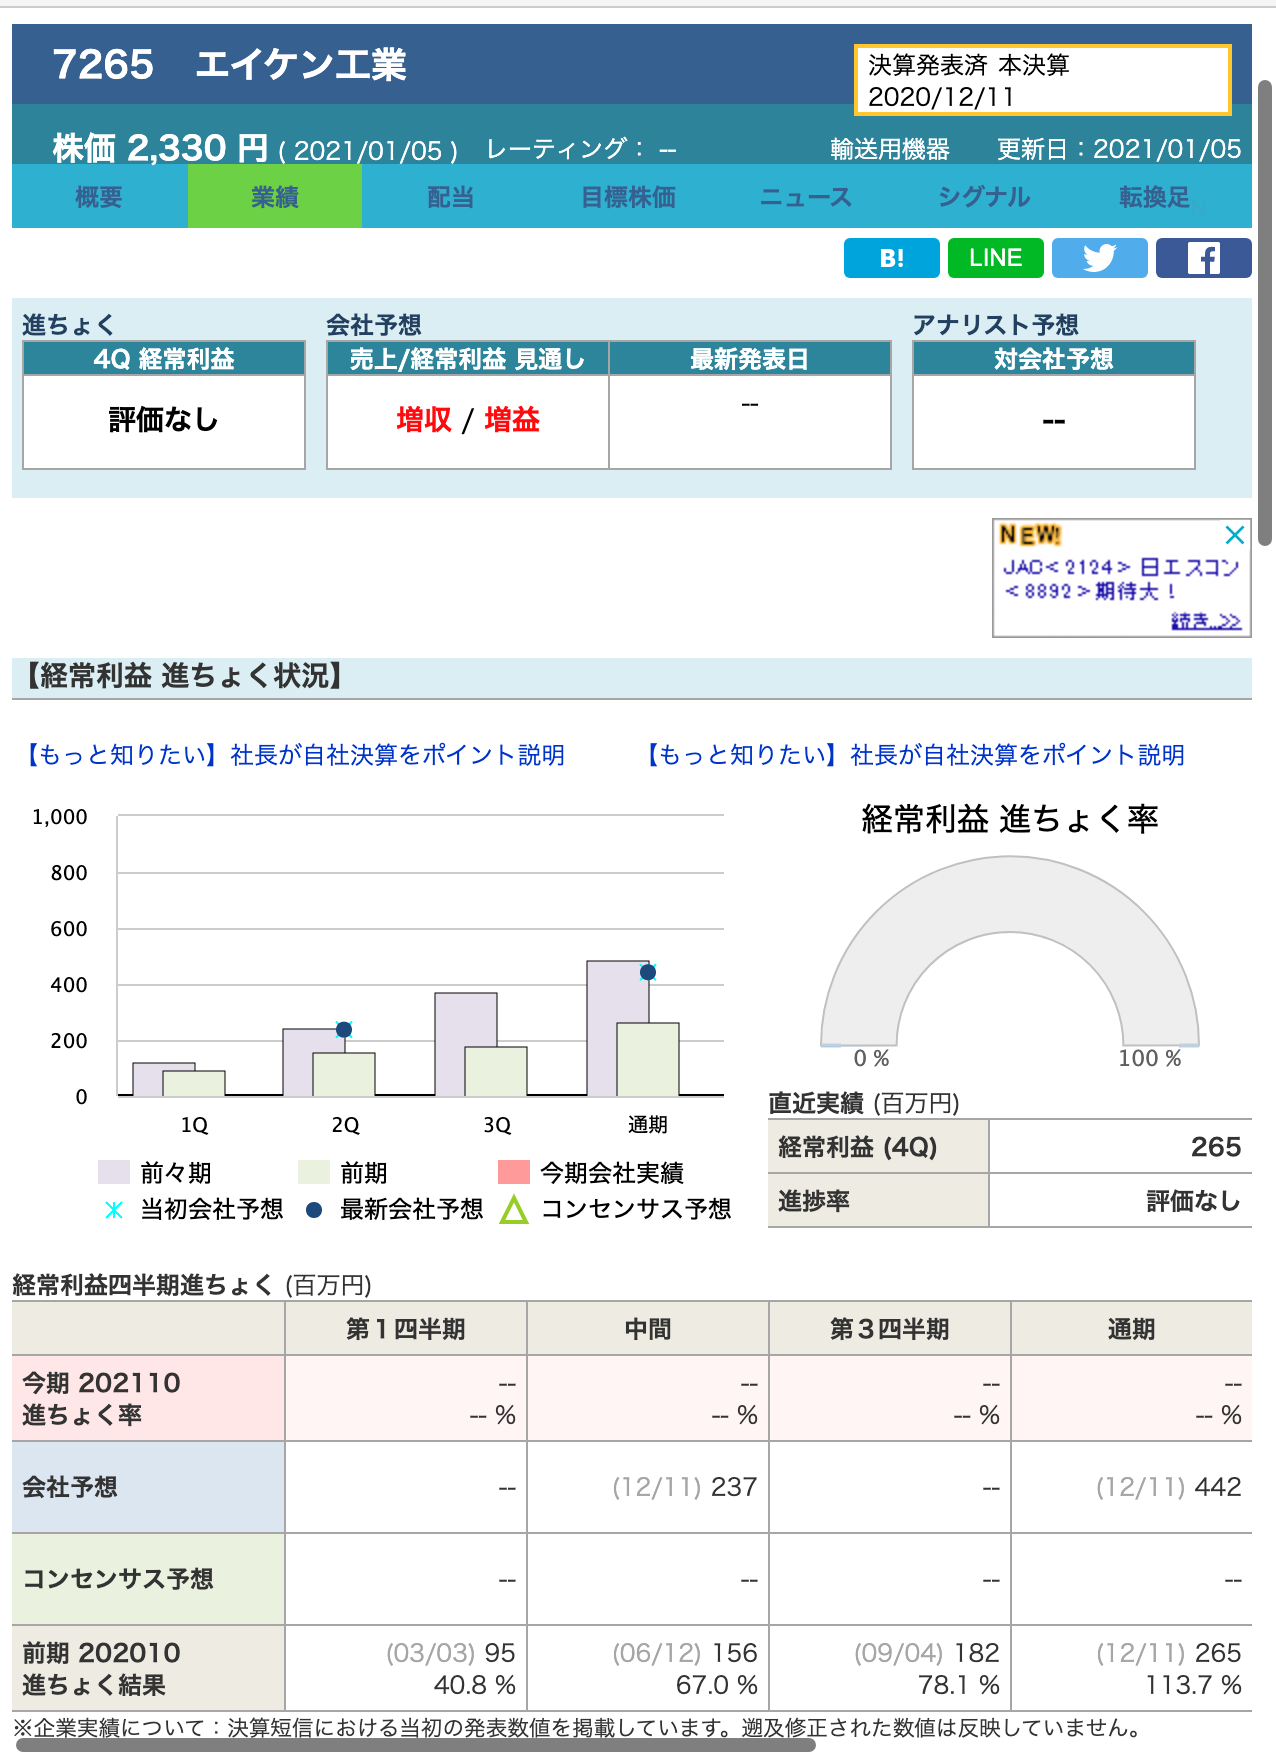 7265　エイケン工業
決算発表済 本決算
2020/12/11
株価 2,330 円 ( 2021/01/05 )　レーティング： --　輸送用機器　更新日：2021/01/05
概要　業績　配当　目標株価　ニュース　シグナル　転換足
B!　LINE
進ちょく　会社予想　アナリスト予想
4Q 経常利益　売上/経常利益 見通し　最新発表日　対会社予想
評価なし　増収 / 増益　--　--
NEW!
JAC<2124> 日エスコン
<8892>期待大！
続き..>>
【経常利益 進ちょく状況】
【もっと知りたい】社長が自社決算をポイント説明　【もっと知りたい】社長が自社決算をポイント説明
経常利益 進ちょく率
1,000
800
600
400
200
0
1Q　2Q　3Q　通期
前々期　前期　今期会社実績
当初会社予想　最新会社予想　コンセンサス予想
0 %　100 %
直近実績 (百万円)
経常利益 (4Q)　265
進捗率　評価なし
経常利益四半期進ちょく (百万円)
第１四半期　中間　第３四半期　通期
今期 202110　--　--　--　--
進ちょく率　-- %　-- %　-- %　-- %
会社予想　--　(12/11) 237　--　(12/11) 442
コンセンサス予想　--　--　--　--
前期 202010　(03/03) 95　(06/12) 156　(09/04) 182　(12/11) 265
進ちょく結果　40.8 %　67.0 %　78.1 %　113.7 %
※企業実績について：決算短信における当初の発表数値を掲載しています。遡及修正された数値は反映していません。